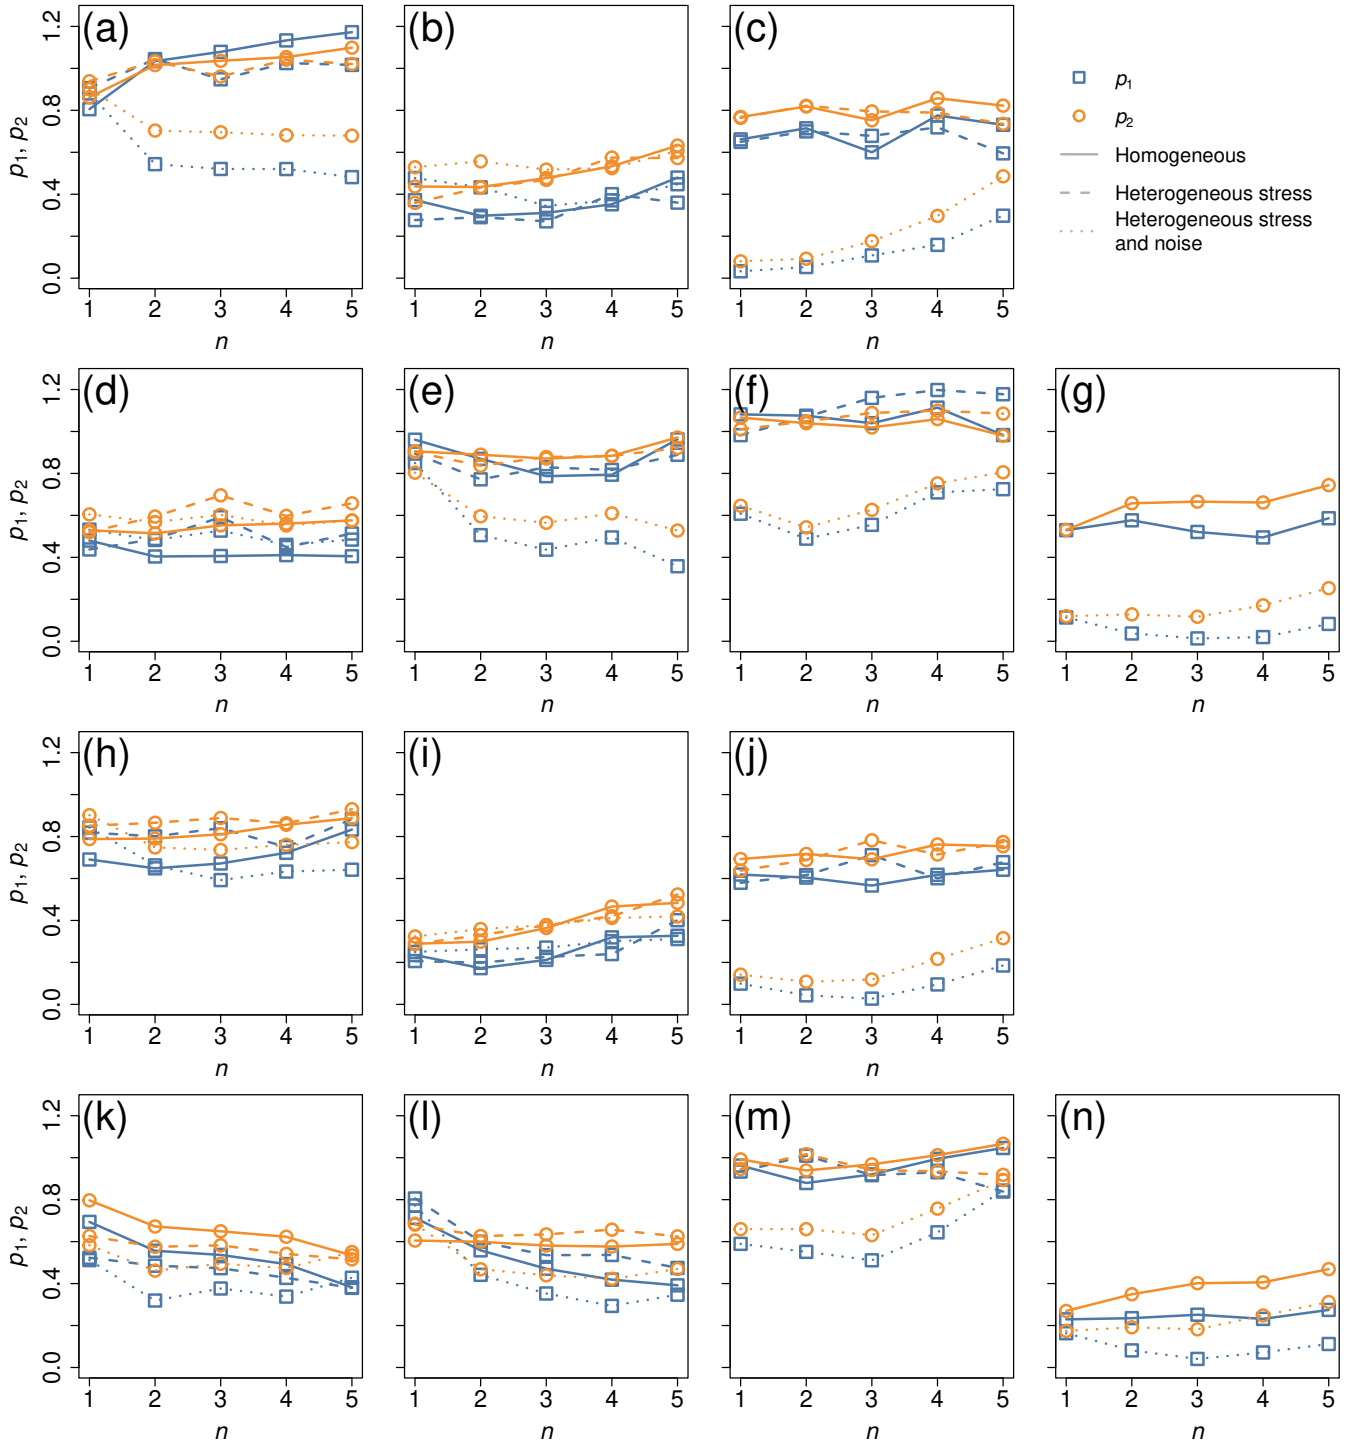 (a) (b) (c)
p1, p2
0.0 0.4 0.8 1.2
1 2 3 4 5 1 2 3 4 5 1 2 3 4 5
n n n
p1
p2
Homogeneous
Heterogeneous stress
Heterogeneous stress
and noise
(d) (e) (f) (g)
p1, p2
0.0 0.4 0.8 1.2
1 2 3 4 5 1 2 3 4 5 1 2 3 4 5 1 2 3 4 5
n n n n
(h) (i) (j)
p1, p2
0.0 0.4 0.8 1.2
1 2 3 4 5 1 2 3 4 5 1 2 3 4 5
n n n
(k) (l) (m) (n)
p1, p2
0.0 0.4 0.8 1.2
1 2 3 4 5 1 2 3 4 5 1 2 3 4 5 1 2 3 4 5
n n n n